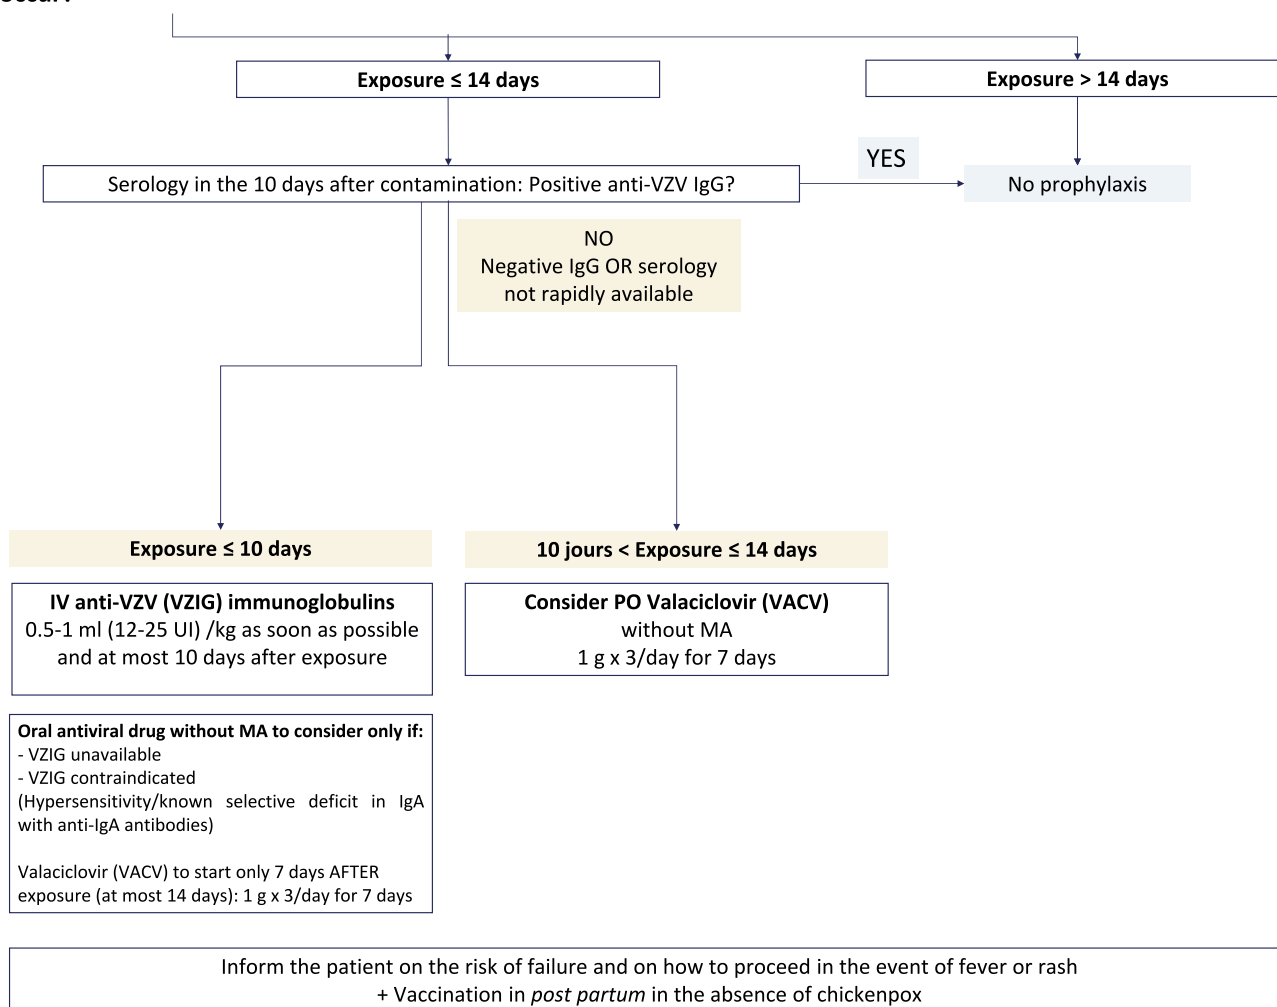 Exposure ≤ 14 days
Exposure > 14 days
Serology in the 10 days after contamination: Positive anti-VZV IgG?
YES
No prophylaxis
NO
Negative IgG OR serology
not rapidly available
Exposure ≤ 10 days
IV anti-VZV (VZIG) immunoglobulins
0.5-1 ml (12-25 UI) /kg as soon as possible
and at most 10 days after exposure
10 jours < Exposure ≤ 14 days
Consider PO Valaciclovir (VACV)
without MA
1 g x 3/day for 7 days
Oral antiviral drug without MA to consider only if:
- VZIG unavailable
- VZIG contraindicated
(Hypersensitivity/known selective deficit in IgA
with anti-IgA antibodies)
Valaciclovir (VACV) to start only 7 days AFTER
exposure (at most 14 days): 1 g x 3/day for 7 days
Inform the patient on the risk of failure and on how to proceed in the event of fever or rash
+ Vaccination in post partum in the absence of chickenpox